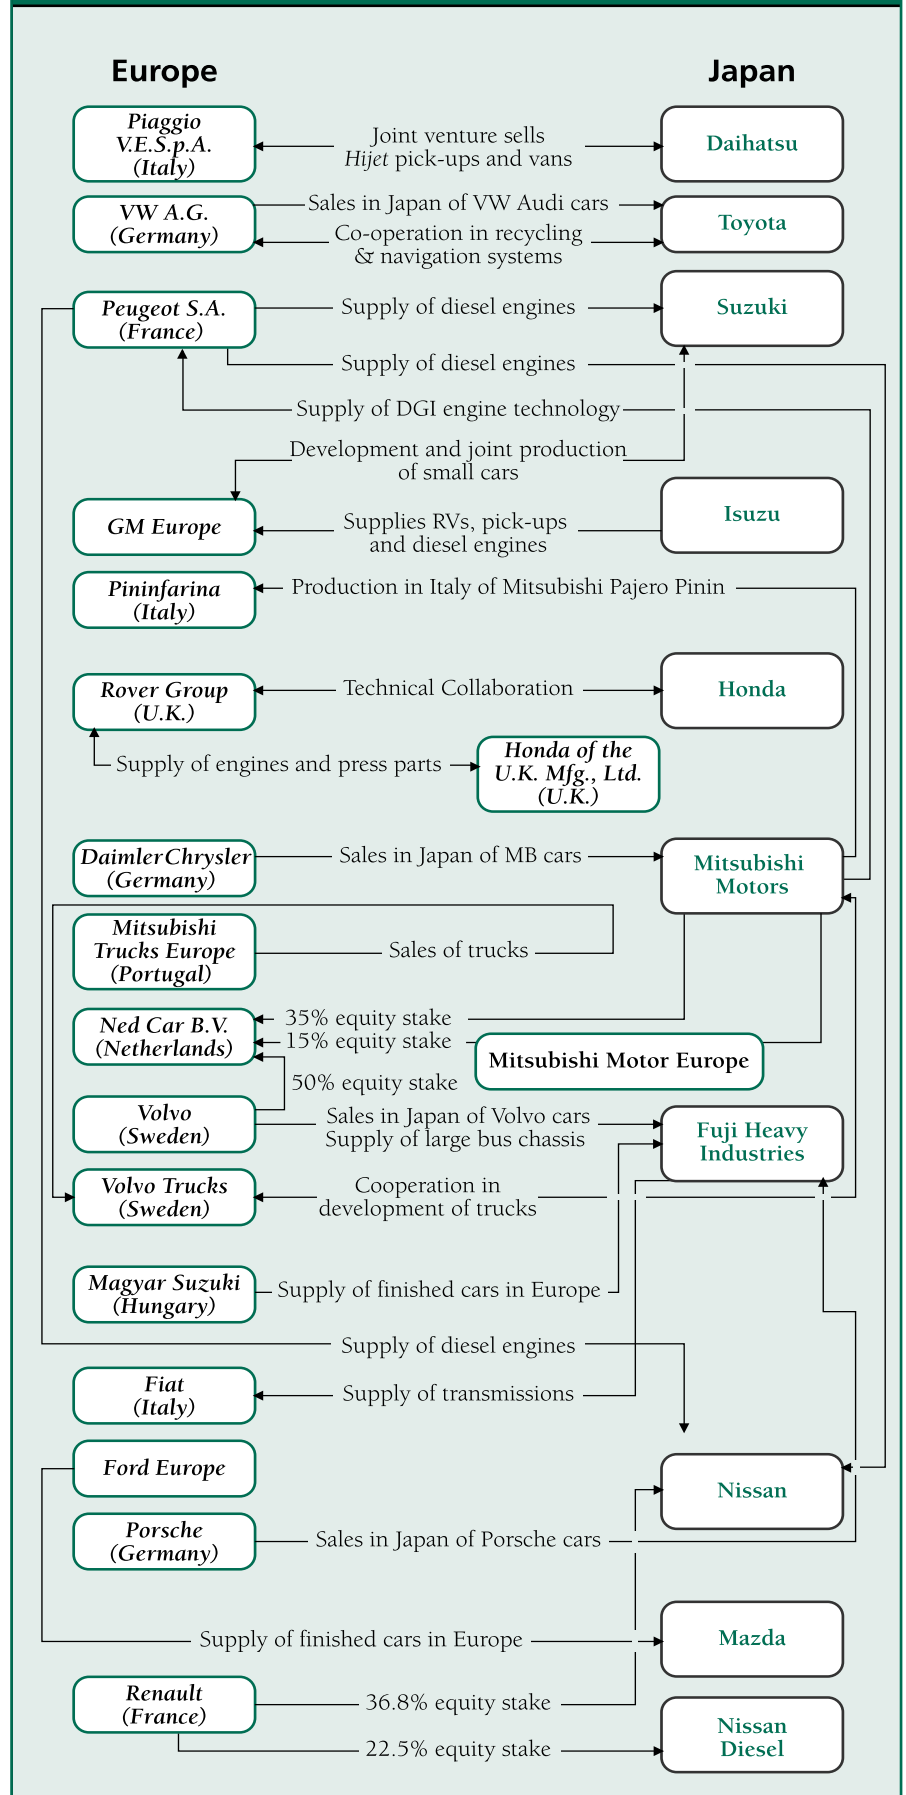 Europe
Japan
Piaggio
V.E.S.p.A.
(Italy)
Joint venture sells
Hijet pick-ups and vans
Daihatsu
VW A.G.
(Germany)
Sales in Japan of VW Audi cars
Co-operation in recycling
& navigation systems
Toyota
Peugeot S.A.
(France)
Supply of diesel engines
Suzuki
Supply of diesel engines
Supply of DGI engine technology
Development and joint production
of small cars
GM Europe
Supplies RVs, pick-ups
and diesel engines
Isuzu
Pininfarina
(Italy)
Production in Italy of Mitsubishi Pajero Pinin
Rover Group
(U.K.)
Technical Collaboration
Honda
Supply of engines and press parts
Honda of the
U.K. Mfg., Ltd.
(U.K.)
DaimlerChrysler
(Germany)
Sales in Japan of MB cars
Mitsubishi
Motors
Mitsubishi
Trucks Europe
(Portugal)
Sales of trucks
Ned Car B.V.
(Netherlands)
35% equity stake
15% equity stake
Mitsubishi Motor Europe
50% equity stake
Volvo
(Sweden)
Sales in Japan of Volvo cars
Supply of large bus chassis
Fuji Heavy
Industries
Volvo Trucks
(Sweden)
Cooperation in
development of trucks
Magyar Suzuki
(Hungary)
Supply of finished cars in Europe
Supply of diesel engines
Fiat
(Italy)
Supply of transmissions
Ford Europe
Nissan
Porsche
(Germany)
Sales in Japan of Porsche cars
Supply of finished cars in Europe
Mazda
Renault
(France)
36.8% equity stake
22.5% equity stake
Nissan
Diesel